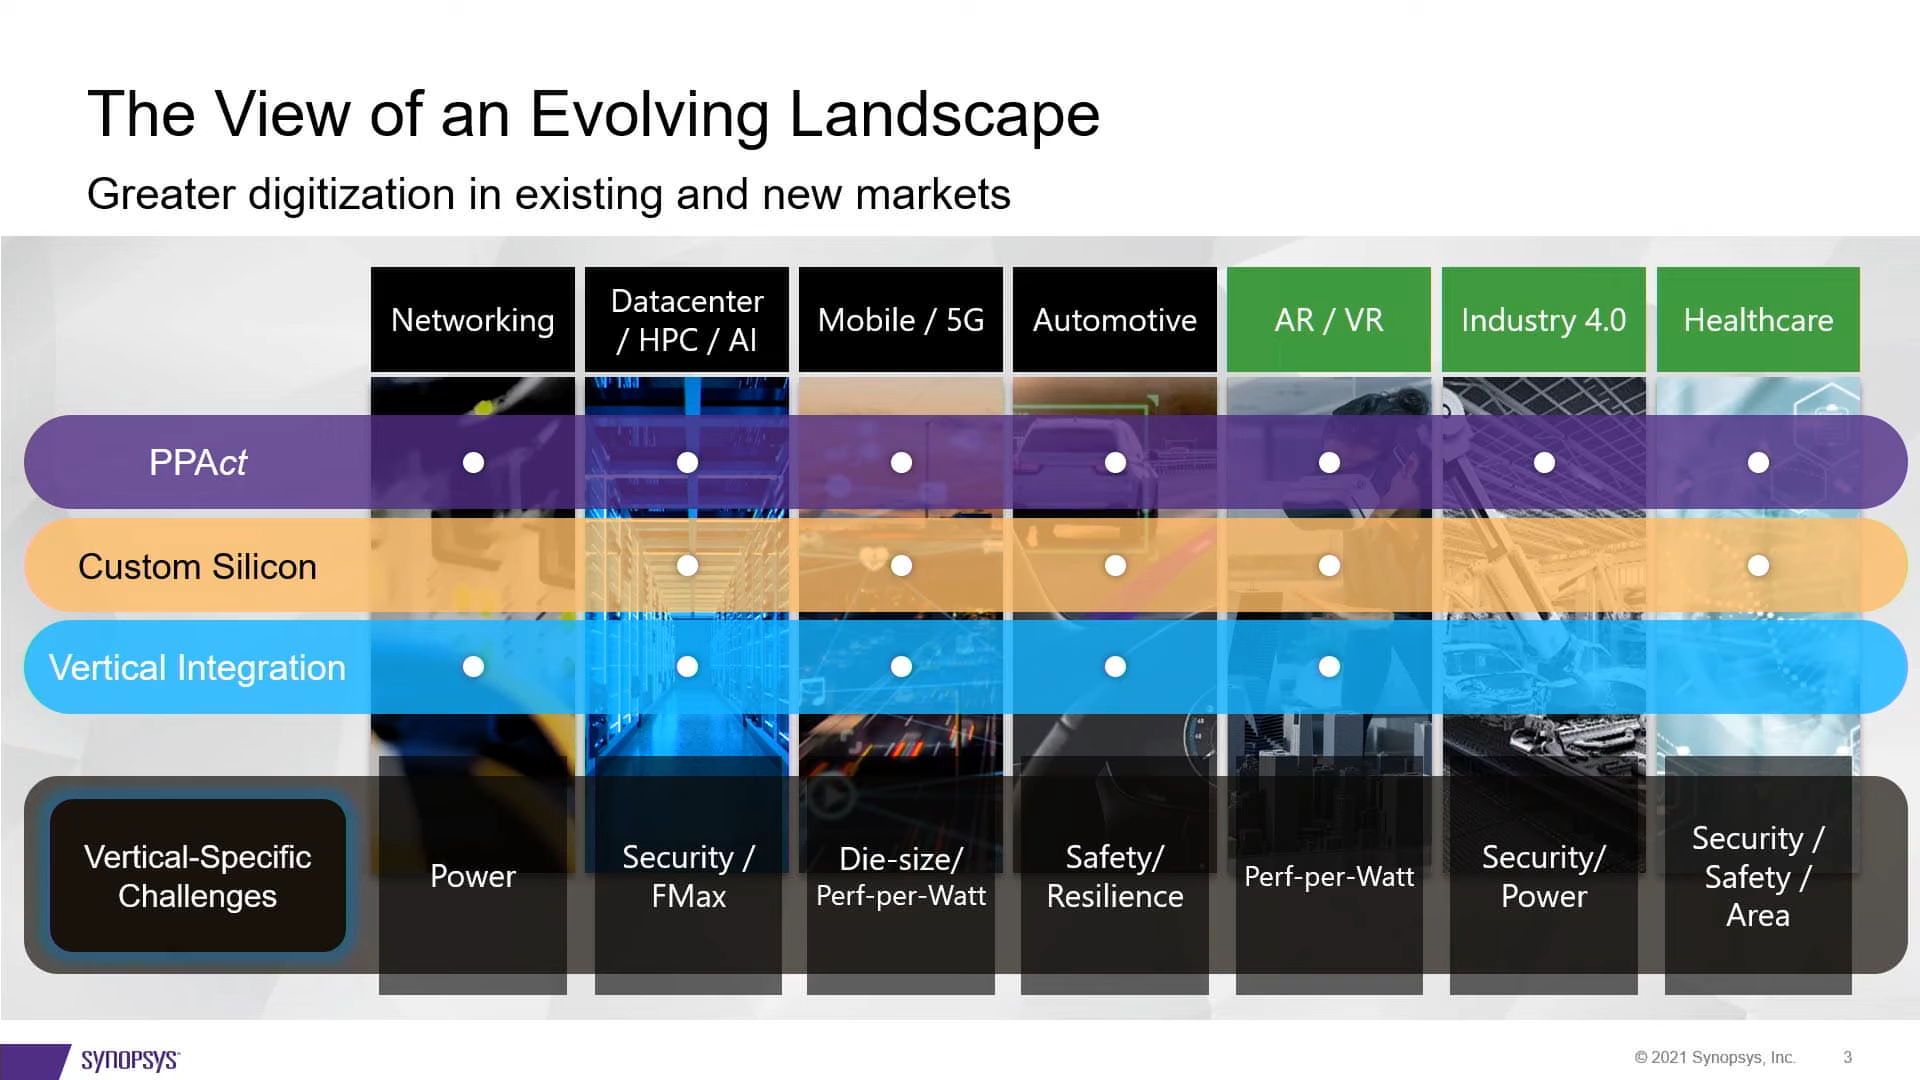 The View of an Evolving Landscape
Greater digitization in existing and new markets
Networking
Datacenter
/ HPC / AI
Mobile / 5G
Automotive
AR / VR
Industry 4.0
Healthcare
PPAct
Custom Silicon
Vertical Integration
Vertical-Specific
Challenges
Power
Security /
FMax
Die-size/
Perf-per-Watt
Safety/
Resilience
Perf-per-Watt
Security/
Power
Security /
Safety /
Area
SYNOPSYS
© 2021 Synopsys, Inc.
3